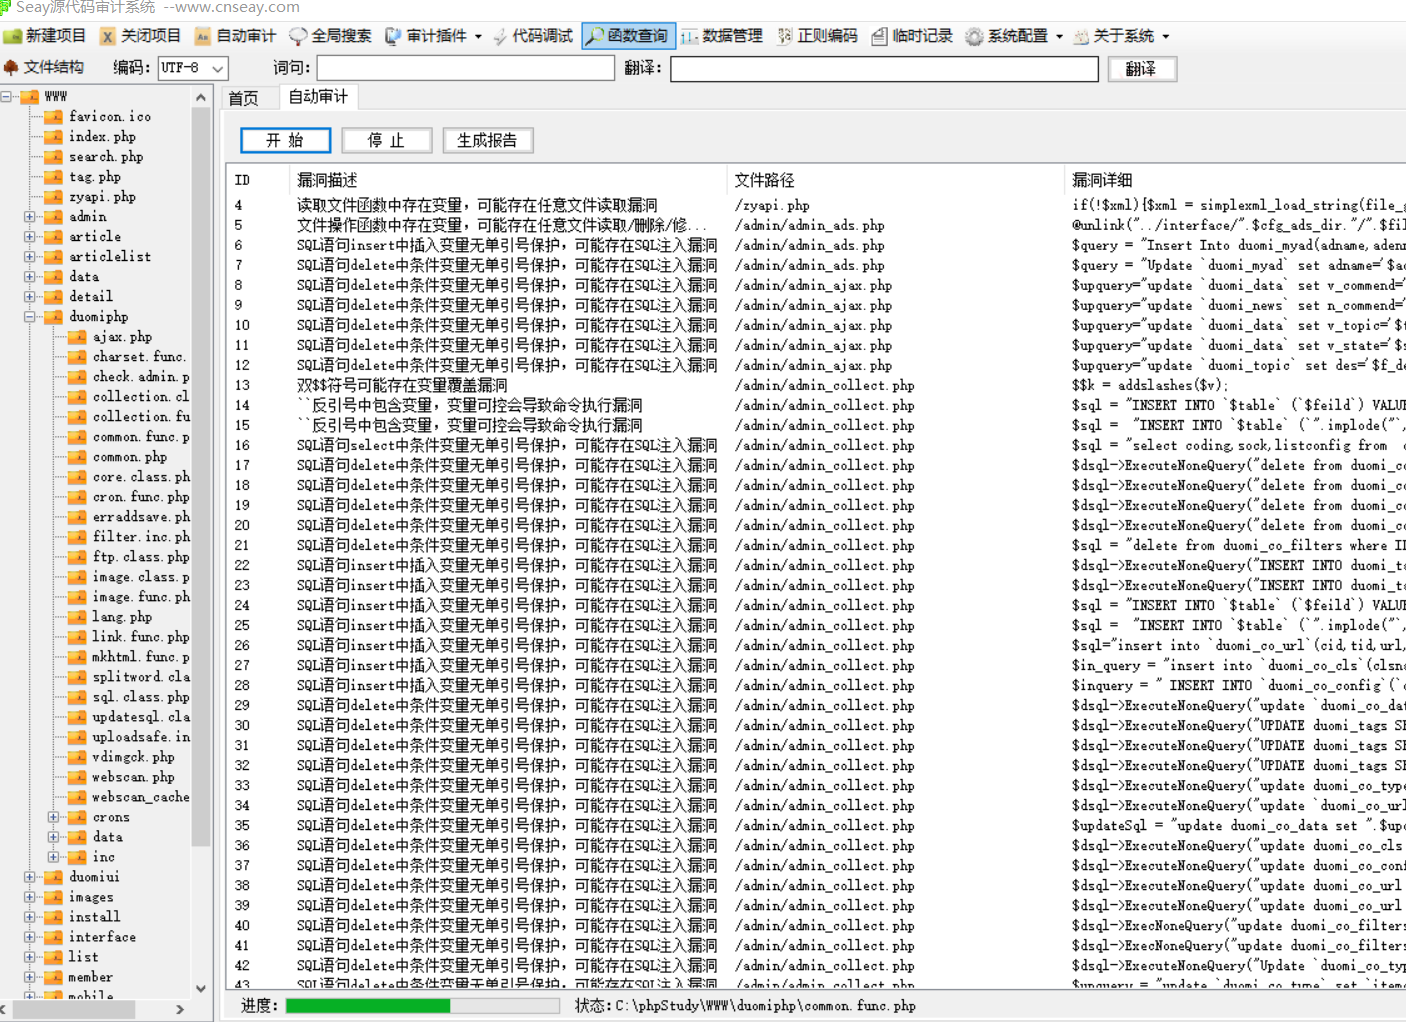 Seay源代码审计系统 --www.cnseay.com
新建项目 关闭项目 自动审计 全局搜索 审计插件 代码调试 函数查询 数据管理 正则编码 临时记录 系统配置 关于系统
文件结构 编码: UTF-8 词句: 翻译: 翻译
WWW
favicon.ico
index.php
search.php
tag.php
zyapi.php
admin
article
articlelist
data
detail
duomiphp
ajax.php
charset.func.
check.admin.p
collection.cl
collection.fu
common.func.p
common.php
core.class.ph
cron.func.php
erraddsave.ph
filter.inc.ph
ftp.class.php
image.class.p
image.func.ph
lang.php
link.func.php
mkhtml.func.p
splitword.cla
sql.class.php
updatesql.cla
uploadsafe.in
vdimgck.php
webscan.php
webscan_cache
crons
data
inc
duomiui
images
install
interface
list
member
mobile
首页 自动审计
开 始 停 止 生成报告
ID 漏洞描述 文件路径 漏洞详细
4 读取文件函数中存在变量，可能存在任意文件读取漏洞 /zyapi.php if(!$xml){$xml = simplexml_load_string(file_g
5 文件操作函数中存在变量，可能存在任意文件读取/删除/修... /admin/admin_ads.php @unlink("../interface/".$cfg_ads_dir."/".$fil
6 SQL语句insert中插入变量无单引号保护，可能存在SQL注入漏洞 /admin/admin_ads.php $query = "Insert Into duomi_myad(adname,adenn
7 SQL语句delete中条件变量无单引号保护，可能存在SQL注入漏洞 /admin/admin_ads.php $query = "Update `duomi_myad` set adname='$ad
8 SQL语句delete中条件变量无单引号保护，可能存在SQL注入漏洞 /admin/admin_ajax.php $upquery="update `duomi_data` set v_commend='
9 SQL语句delete中条件变量无单引号保护，可能存在SQL注入漏洞 /admin/admin_ajax.php $upquery="update `duomi_news` set n_commend='
10 SQL语句delete中条件变量无单引号保护，可能存在SQL注入漏洞 /admin/admin_ajax.php $upquery="update `duomi_data` set v_topic='$t
11 SQL语句delete中条件变量无单引号保护，可能存在SQL注入漏洞 /admin/admin_ajax.php $upquery="update `duomi_data` set v_state='$s
12 SQL语句delete中条件变量无单引号保护，可能存在SQL注入漏洞 /admin/admin_ajax.php $upquery="update `duomi_topic` set des='$f_de
13 双$$符号可能存在变量覆盖漏洞 /admin/admin_collect.php $$k = addslashes($v);
14 ``反引号中包含变量，变量可控会导致命令执行漏洞 /admin/admin_collect.php $sql = "INSERT INTO `$table` (`$feild`) VALU
15 ``反引号中包含变量，变量可控会导致命令执行漏洞 /admin/admin_collect.php $sql = "INSERT INTO `$table` (`".implode("`,
16 SQL语句select中条件变量无单引号保护，可能存在SQL注入漏洞 /admin/admin_collect.php $sql = "select coding,sock,listconfig from
17 SQL语句delete中条件变量无单引号保护，可能存在SQL注入漏洞 /admin/admin_collect.php $dsql->ExecuteNoneQuery("delete from duomi_co
18 SQL语句delete中条件变量无单引号保护，可能存在SQL注入漏洞 /admin/admin_collect.php $dsql->ExecuteNoneQuery("delete from duomi_co
19 SQL语句delete中条件变量无单引号保护，可能存在SQL注入漏洞 /admin/admin_collect.php $dsql->ExecuteNoneQuery("delete from duomi_co
20 SQL语句delete中条件变量无单引号保护，可能存在SQL注入漏洞 /admin/admin_collect.php $dsql->ExecuteNoneQuery("delete from duomi_co
21 SQL语句delete中条件变量无单引号保护，可能存在SQL注入漏洞 /admin/admin_collect.php $sql = "delete from duomi_co_filters where ID
22 SQL语句insert中插入变量无单引号保护，可能存在SQL注入漏洞 /admin/admin_collect.php $dsql->ExecuteNoneQuery("INSERT INTO duomi_ta
23 SQL语句insert中插入变量无单引号保护，可能存在SQL注入漏洞 /admin/admin_collect.php $dsql->ExecuteNoneQuery("INSERT INTO duomi_ta
24 SQL语句insert中插入变量无单引号保护，可能存在SQL注入漏洞 /admin/admin_collect.php $sql = "INSERT INTO `$table` (`$feild`) VALU
25 SQL语句insert中插入变量无单引号保护，可能存在SQL注入漏洞 /admin/admin_collect.php $sql = "INSERT INTO `$table` (`".implode("`,
26 SQL语句insert中插入变量无单引号保护，可能存在SQL注入漏洞 /admin/admin_collect.php $sql="insert into `duomi_co_url`(cid,tid,url,
27 SQL语句insert中插入变量无单引号保护，可能存在SQL注入漏洞 /admin/admin_collect.php $in_query = "insert into `duomi_co_cls`(clsna
28 SQL语句insert中插入变量无单引号保护，可能存在SQL注入漏洞 /admin/admin_collect.php $inquery = " INSERT INTO `duomi_co_config`(`c
29 SQL语句delete中条件变量无单引号保护，可能存在SQL注入漏洞 /admin/admin_collect.php $dsql->ExecuteNoneQuery("update `duomi_co_dat
30 SQL语句delete中条件变量无单引号保护，可能存在SQL注入漏洞 /admin/admin_collect.php $dsql->ExecuteNoneQuery("UPDATE duomi_tags SE
31 SQL语句delete中条件变量无单引号保护，可能存在SQL注入漏洞 /admin/admin_collect.php $dsql->ExecuteNoneQuery("UPDATE duomi_tags SE
32 SQL语句delete中条件变量无单引号保护，可能存在SQL注入漏洞 /admin/admin_collect.php $dsql->ExecuteNoneQuery("UPDATE duomi_tags SE
33 SQL语句delete中条件变量无单引号保护，可能存在SQL注入漏洞 /admin/admin_collect.php $dsql->ExecuteNoneQuery("update duomi_co_type
34 SQL语句delete中条件变量无单引号保护，可能存在SQL注入漏洞 /admin/admin_collect.php $dsql->ExecuteNoneQuery("update `duomi_co_url
35 SQL语句delete中条件变量无单引号保护，可能存在SQL注入漏洞 /admin/admin_collect.php $updateSql = "update duomi_co_data set ".$upc
36 SQL语句delete中条件变量无单引号保护，可能存在SQL注入漏洞 /admin/admin_collect.php $dsql->ExecuteNoneQuery("update duomi_co_cls
37 SQL语句delete中条件变量无单引号保护，可能存在SQL注入漏洞 /admin/admin_collect.php $dsql->ExecuteNoneQuery("update duomi_co_conf
38 SQL语句delete中条件变量无单引号保护，可能存在SQL注入漏洞 /admin/admin_collect.php $dsql->ExecuteNoneQuery("update duomi_co_url
39 SQL语句delete中条件变量无单引号保护，可能存在SQL注入漏洞 /admin/admin_collect.php $dsql->ExecuteNoneQuery("update duomi_co_url
40 SQL语句delete中条件变量无单引号保护，可能存在SQL注入漏洞 /admin/admin_collect.php $dsql->ExecNoneQuery("update duomi_co_filters
41 SQL语句delete中条件变量无单引号保护，可能存在SQL注入漏洞 /admin/admin_collect.php $dsql->ExecNoneQuery("update duomi_co_filters
42 SQL语句delete中条件变量无单引号保护，可能存在SQL注入漏洞 /admin/admin_collect.php $dsql->ExecuteNoneQuery("Update `duomi_co_typ
43 SQL语句delete中条件变量无单引号保护，可能存在SQL注入漏洞 /admin/admin_collect.php $upquery = "update `duomi_co_type` set `item
进度: 状态: C:\phpStudy\WWW\duomiphp\common.func.php